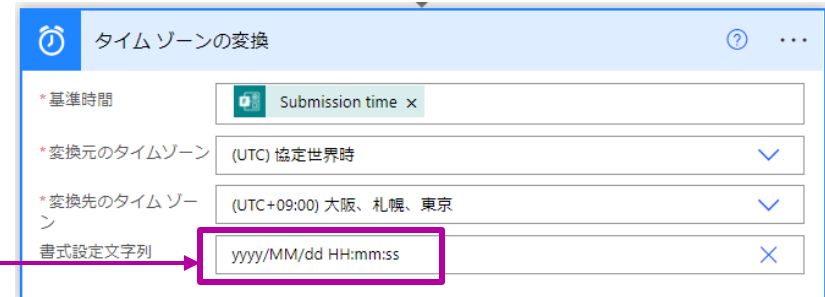 タイム ゾーンの変換
*基準時間
Submission time ×
*変換元のタイムゾーン
(UTC) 協定世界時
*変換先のタイム ゾー
ン
(UTC+09:00) 大阪、札幌、東京
書式設定文字列
yyyy/MM/dd HH:mm:ss